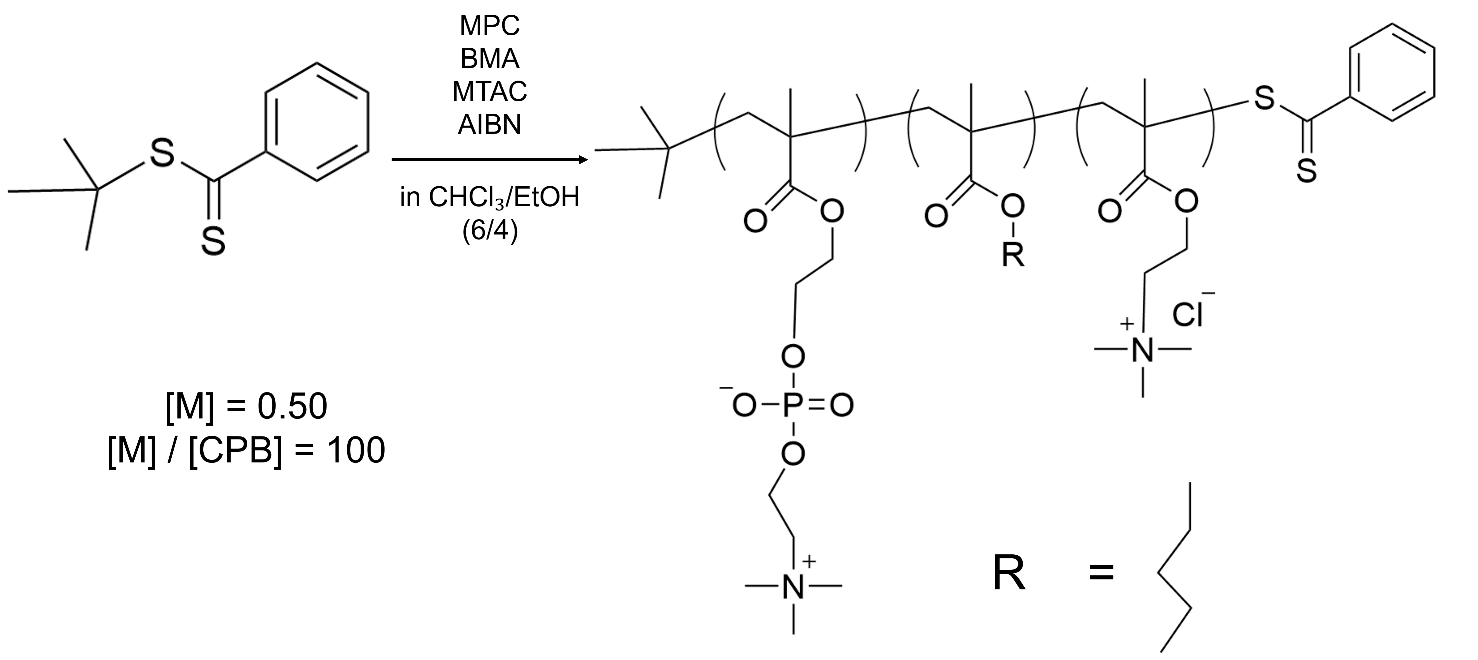 MPC
BMA
MTAC
AIBN
in CHCl₃/EtOH
(6/4)
S
S
S
S
O
O
O
O
O
O
R
O
⁻O–P=O
O
N⁺
Cl⁻
N⁺
[M] = 0.50
[M] / [CPB] = 100
R =